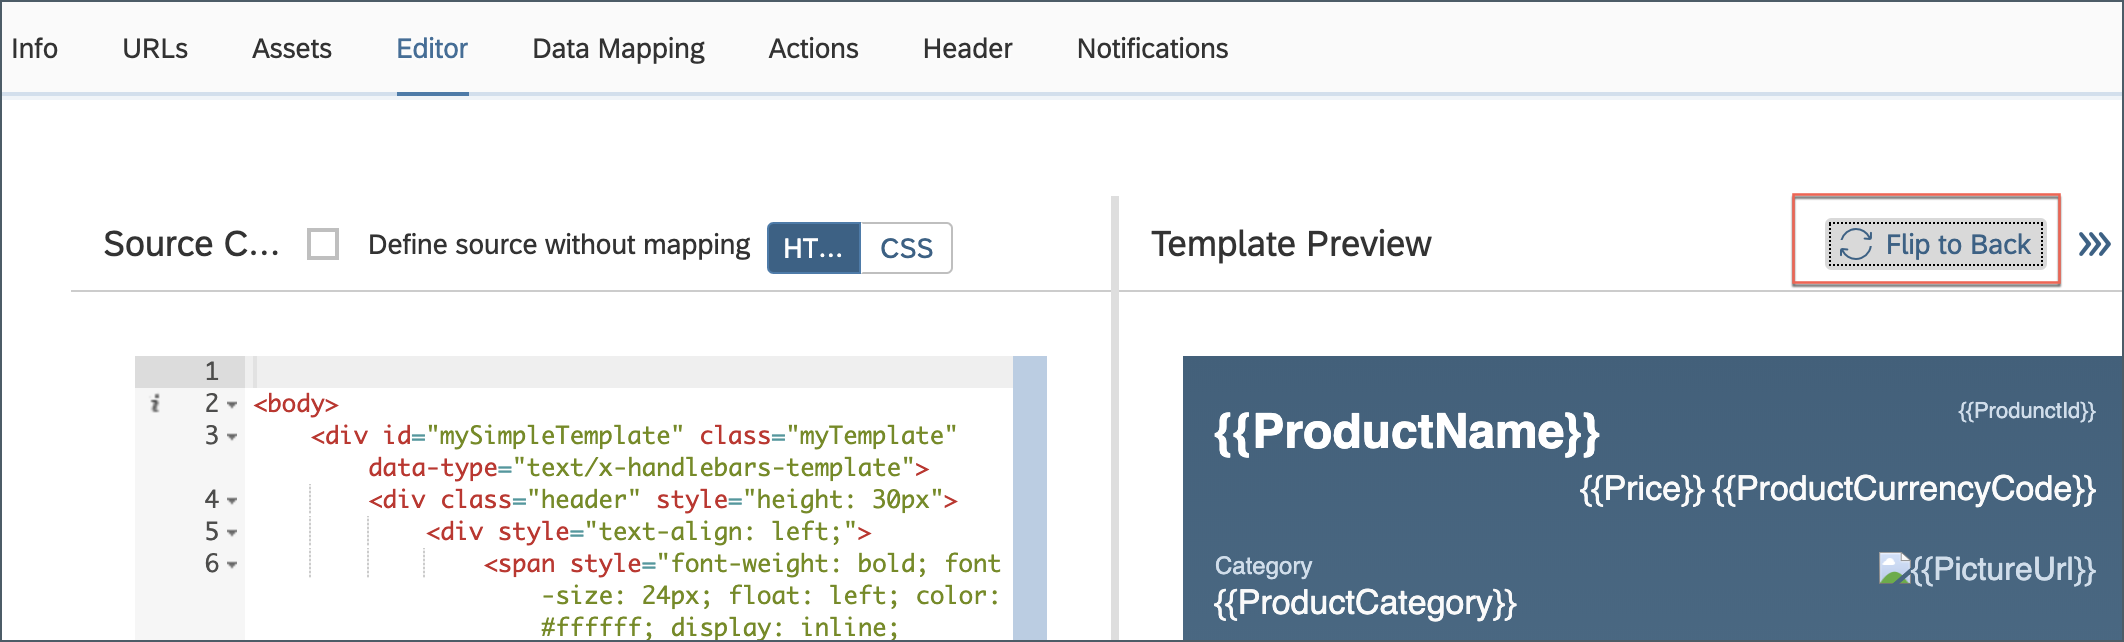 Info URLs Assets Editor Data Mapping Actions Header Notifications
Source C... Define source without mapping HT... CSS
Template Preview Flip to Back
1
i 2 <body>
3 <div id="mySimpleTemplate" class="myTemplate"
data-type="text/x-handlebars-template">
4 <div class="header" style="height: 30px">
5 <div style="text-align: left;">
6 <span style="font-weight: bold; font
-size: 24px; float: left; color:
#ffffff; display: inline;
{{ProdunctId}}
{{ProductName}}
{{Price}} {{ProductCurrencyCode}}
Category
{{PictureUrl}}
{{ProductCategory}}